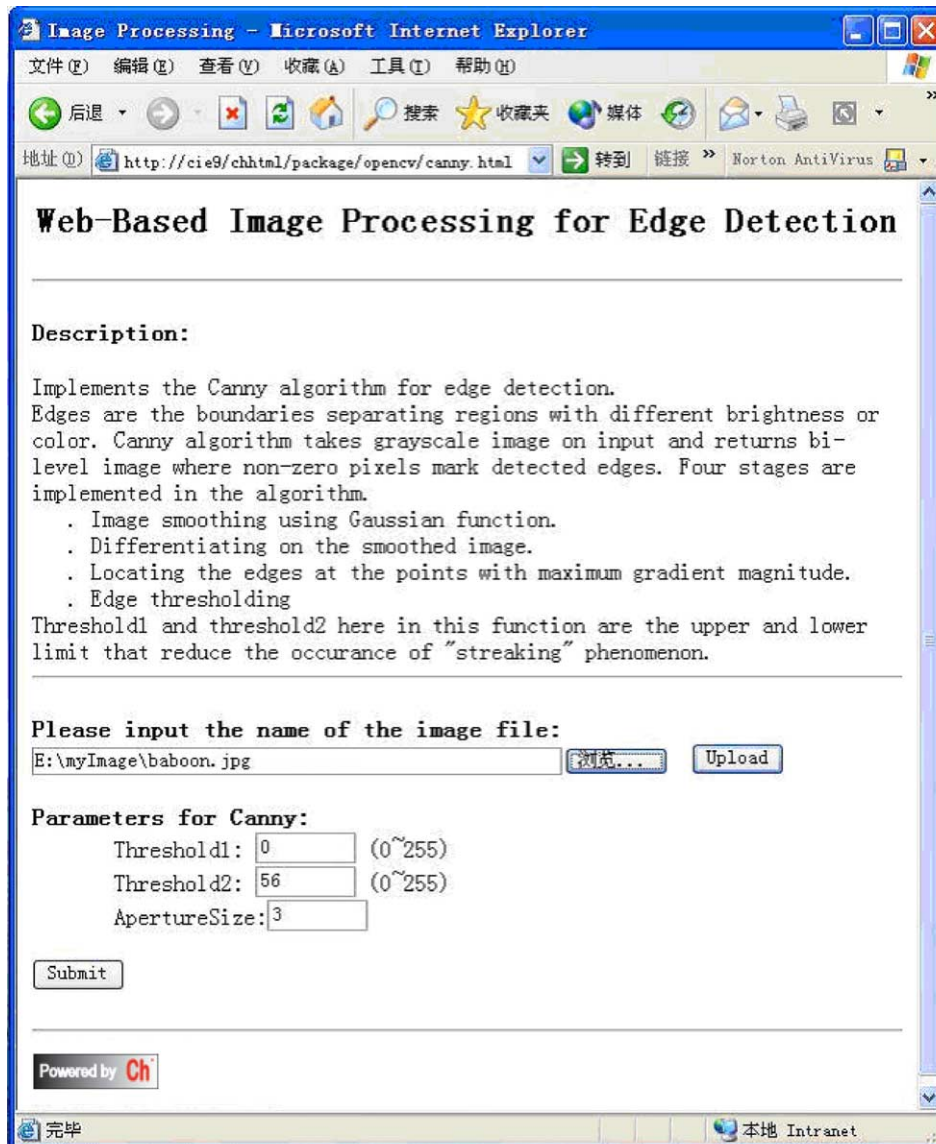 Image Processing - Microsoft Internet Explorer
文件(F) 编辑(E) 查看(V) 收藏(A) 工具(T) 帮助(H)
后退 搜索 收藏夹 媒体 »
地址(D) http://cie9/chhtml/package/opencv/canny.html 转到 链接 » Norton AntiVirus
Web-Based Image Processing for Edge Detection
Description:
Implements the Canny algorithm for edge detection.
Edges are the boundaries separating regions with different brightness or
color. Canny algorithm takes grayscale image on input and returns bi-
level image where non-zero pixels mark detected edges. Four stages are
implemented in the algorithm.
. Image smoothing using Gaussian function.
. Differentiating on the smoothed image.
. Locating the edges at the points with maximum gradient magnitude.
. Edge thresholding
Threshold1 and threshold2 here in this function are the upper and lower
limit that reduce the occurance of "streaking" phenomenon.
Please input the name of the image file:
E:\myImage\baboon.jpg 浏览... Upload
Parameters for Canny:
Threshold1: 0 (0~255)
Threshold2: 56 (0~255)
ApertureSize: 3
Submit
Powered by Ch
完毕 本地 Intranet